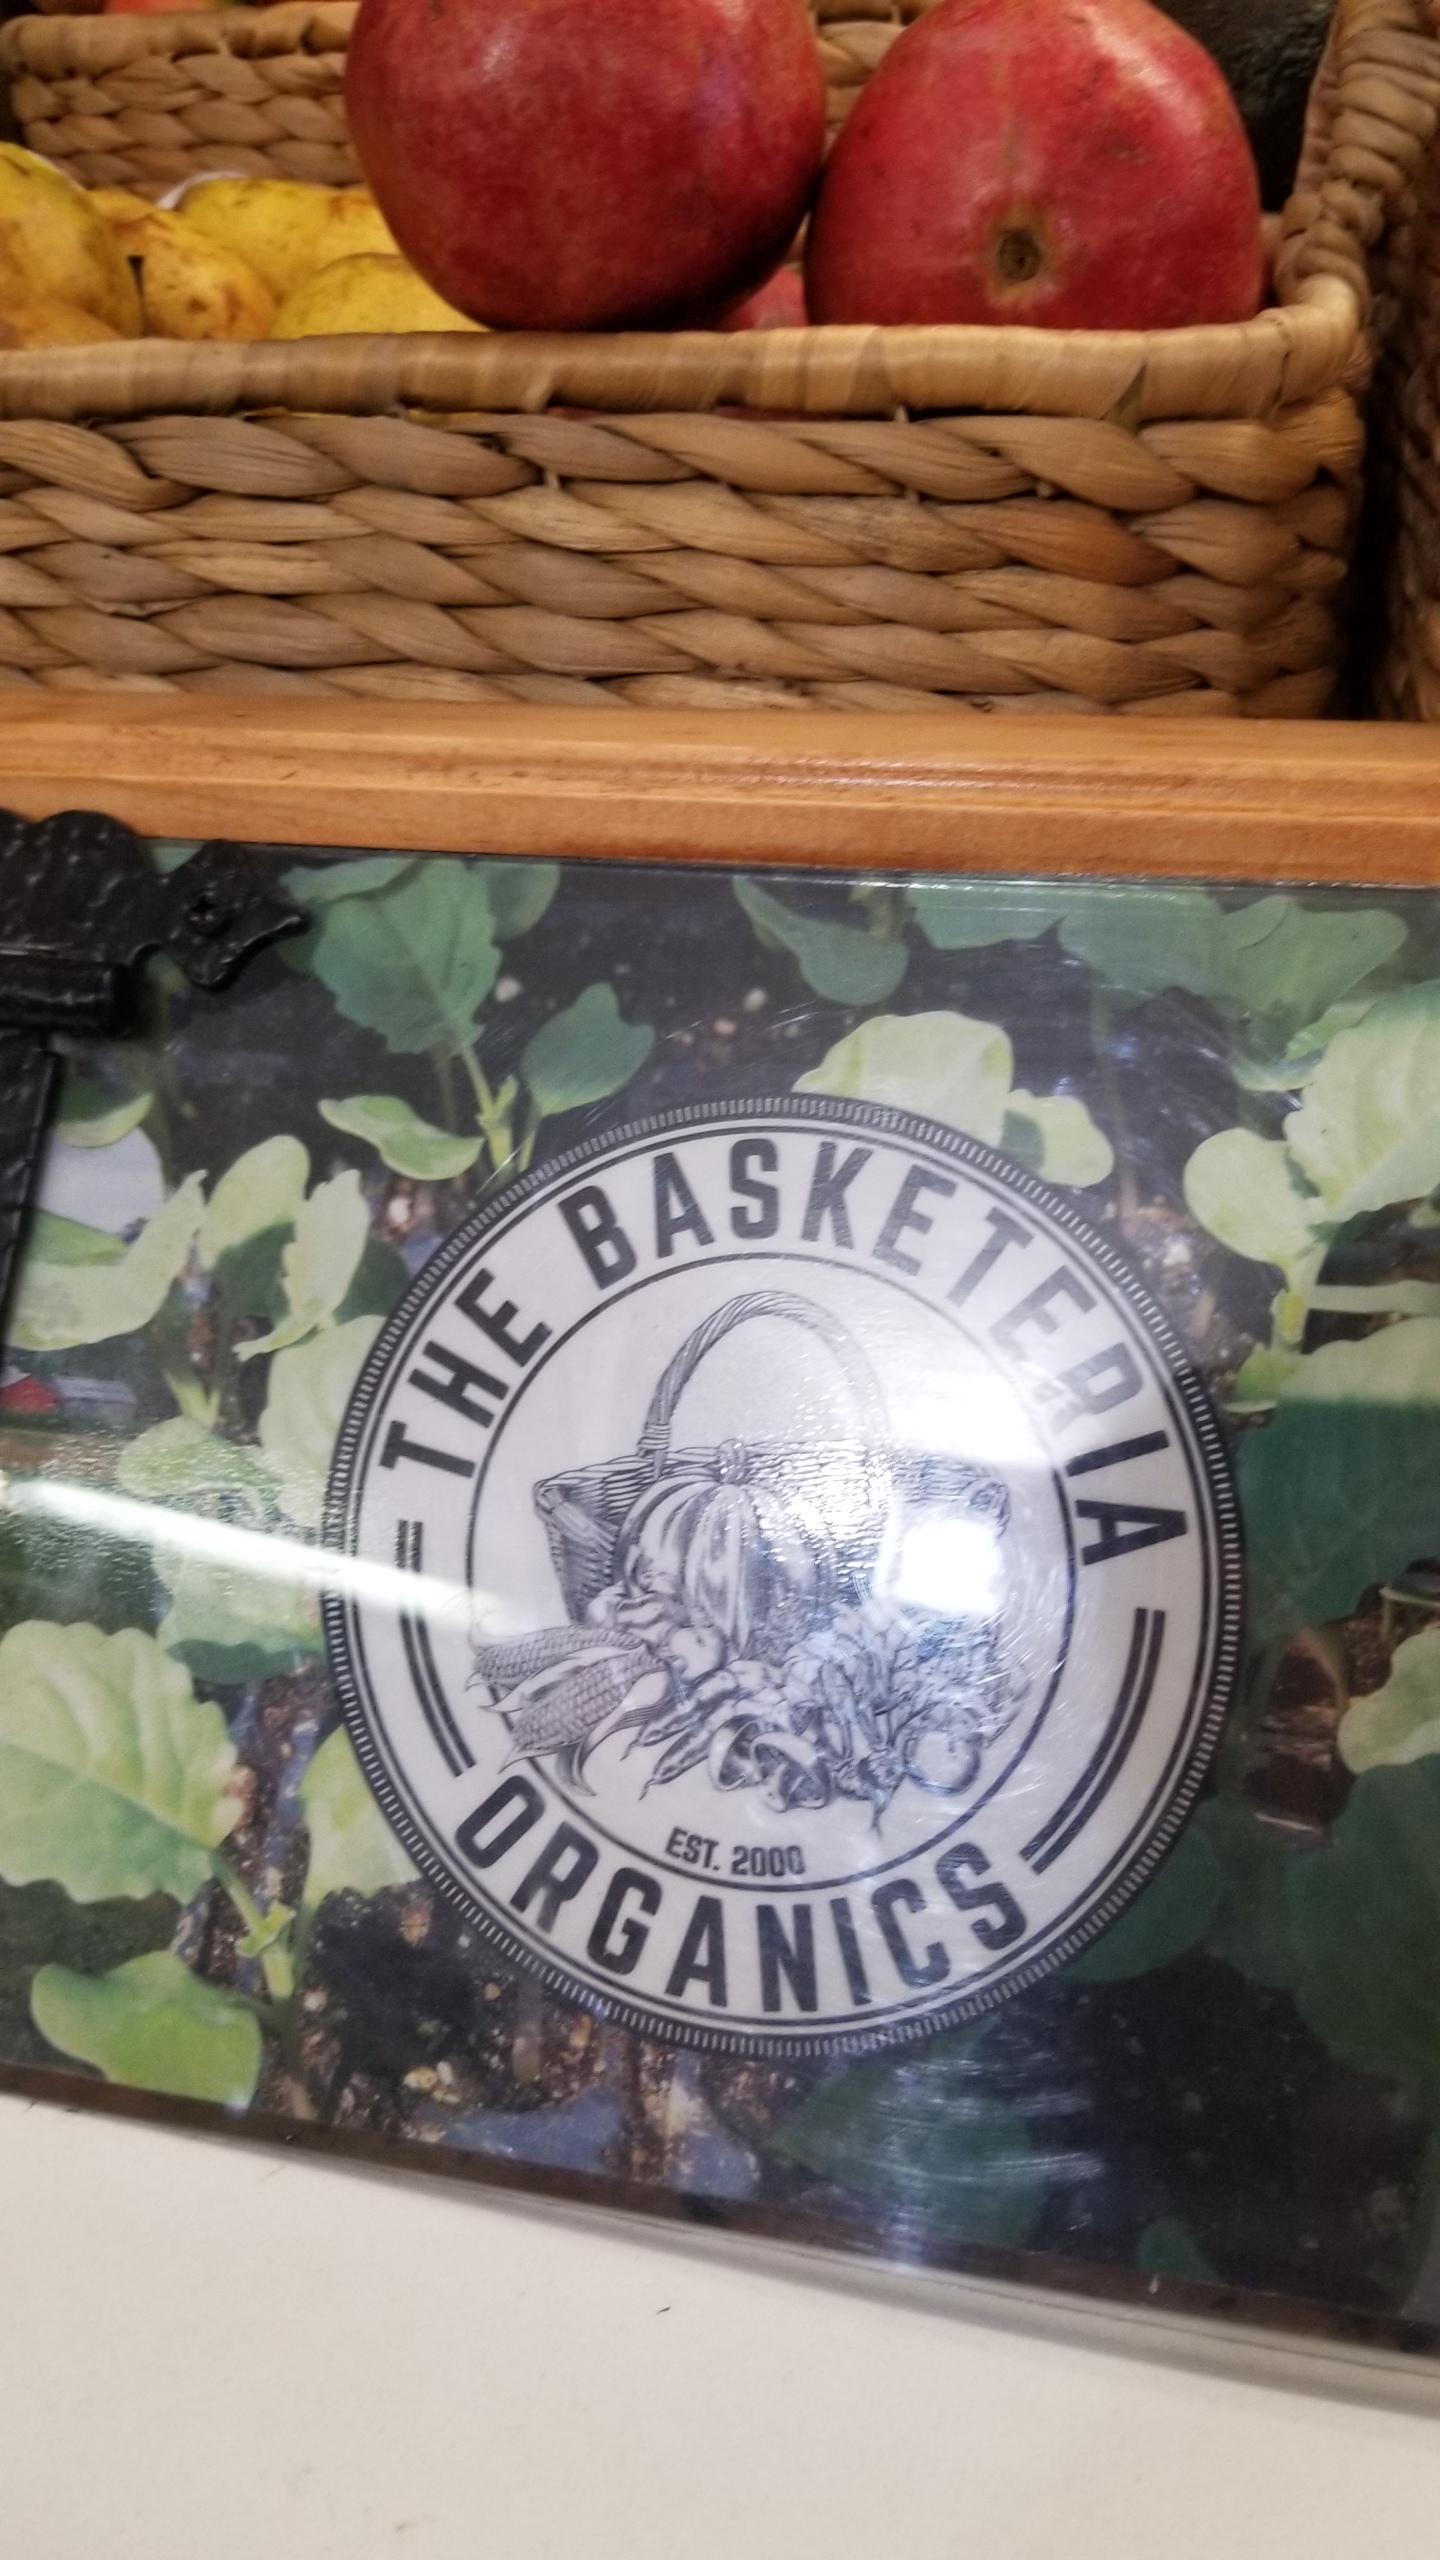 THE BASKETERIA
EST. 2000
ORGANICS